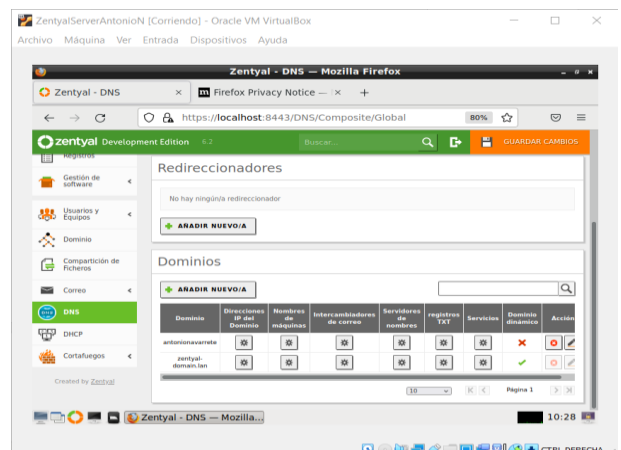 ZentyalServerAntonioN [Corriendo] - Oracle VM VirtualBox
Archivo Máquina Ver Entrada Dispositivos Ayuda
Zentyal - DNS — Mozilla Firefox
Zentyal - DNS × Firefox Privacy Notice — × +
https://localhost:8443/DNS/Composite/Global 80%
zentyal Development Edition 6.2 Buscar... GUARDAR CAMBIOS
Registros
Gestión de software
Usuarios y Equipos
Dominio
Compartición de Ficheros
Correo
DNS
DHCP
Cortafuegos
Created by Zentyal
Redireccionadores
No hay ningún/a redireccionador
AÑADIR NUEVO/A
Dominios
AÑADIR NUEVO/A
Dominio Direcciones IP del Dominio Nombres de máquinas Intercambiadores de correo Servidores de nombres registros TXT Servicios Dominio dinámico Acción
antonionavarrete
zentyal-domain.lan
10 Página 1
Zentyal - DNS — Mozilla... 10:28
CTRL DERECHA